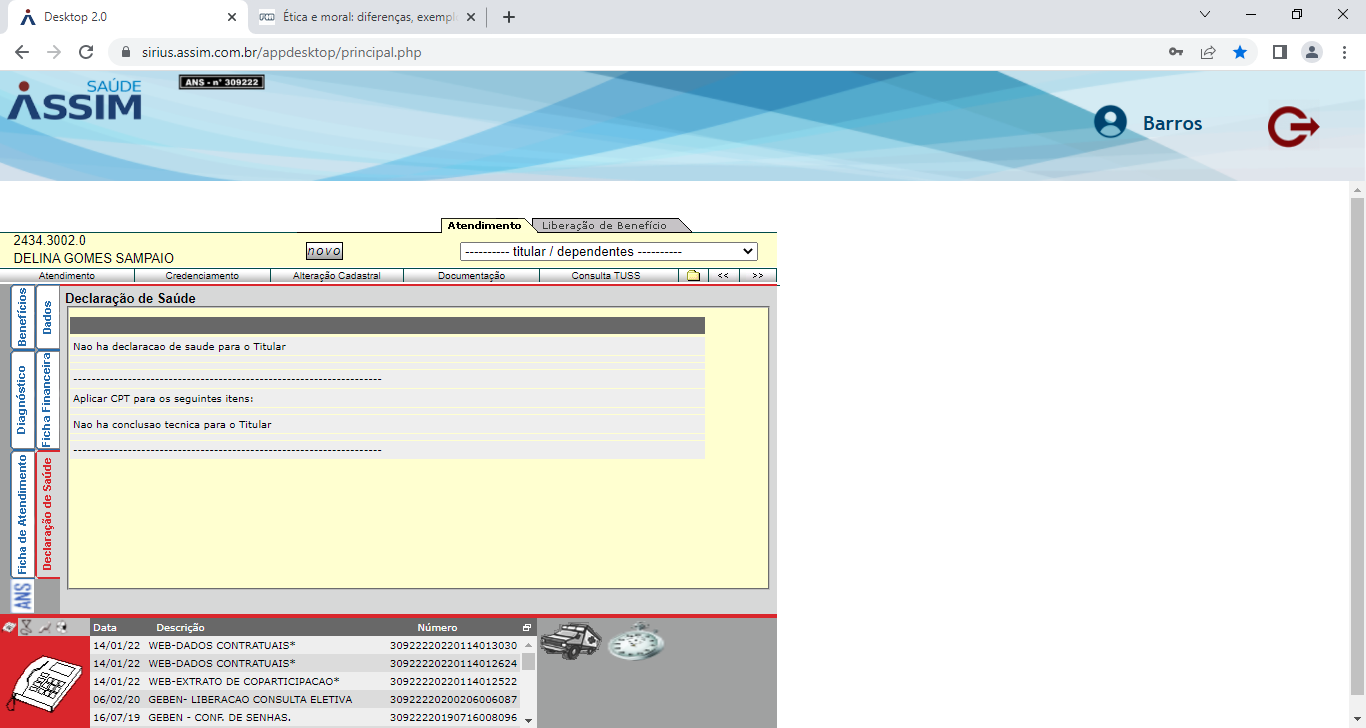 Desktop 2.0
Ética e moral: diferenças, exempl
sirius.assim.com.br/appdesktop/principal.php
SAÚDE
ASSIM
ANS - nº 309222
Barros
Atendimento
Liberação de Benefício
2434.3002.0
DELINA GOMES SAMPAIO
novo
---------- titular / dependentes ----------
Atendimento
Credenciamento
Alteração Cadastral
Documentação
Consulta TUSS
<<
>>
Benefícios
Dados
Diagnóstico
Ficha Financeira
Ficha de Atendimento
Declaração de Saúde
ANS
Declaração de Saúde
Nao ha declaracao de saude para o Titular
--------------------------------------------------------------------
Aplicar CPT para os seguintes itens:
Nao ha conclusao tecnica para o Titular
--------------------------------------------------------------------
Data Descrição Número
14/01/22 WEB-DADOS CONTRATUAIS* 30922220220114013030
14/01/22 WEB-DADOS CONTRATUAIS* 30922220220114012624
14/01/22 WEB-EXTRATO DE COPARTICIPACAO* 30922220220114012522
06/02/20 GEBEN- LIBERACAO CONSULTA ELETIVA 30922220200206006087
16/07/19 GEBEN - CONF. DE SENHAS. 30922220190716008096